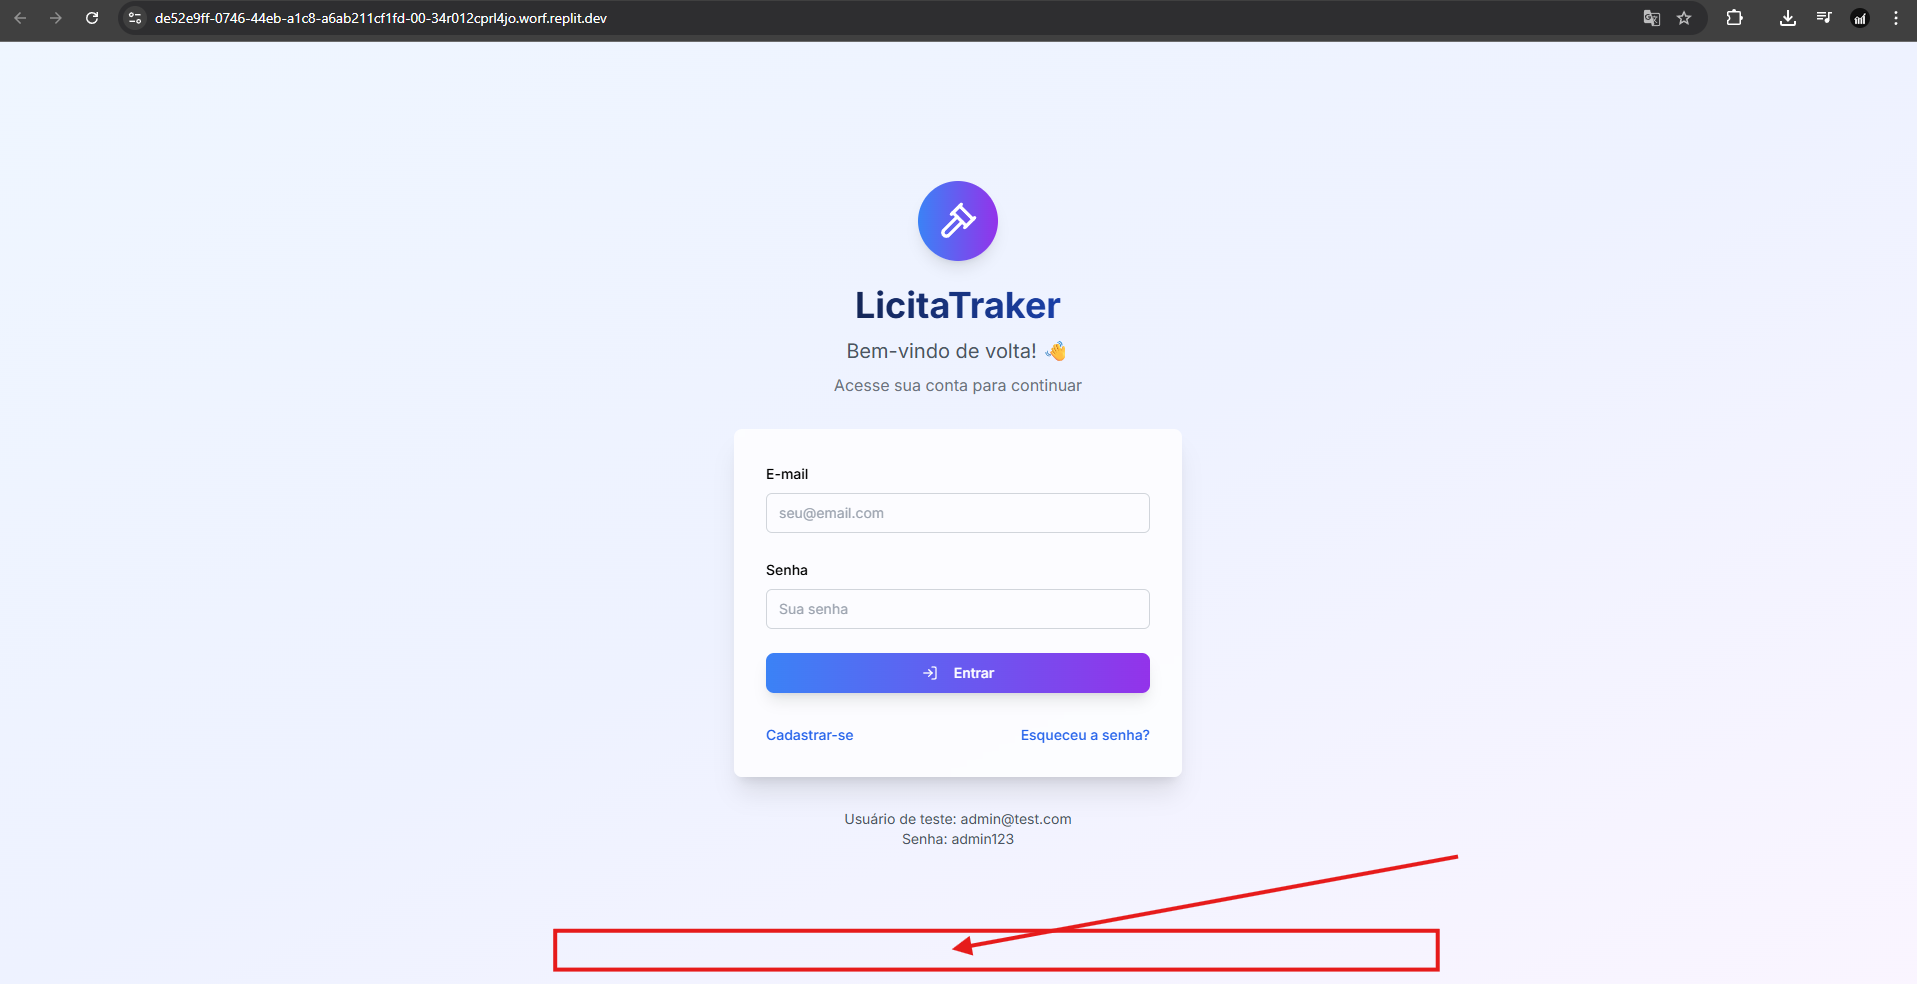 de52e9ff-0746-44eb-a1c8-a6ab211cf1fd-00-34r012cprl4jo.worf.replit.dev
LicitaTraker
Bem-vindo de volta! 👋
Acesse sua conta para continuar
E-mail
seu@email.com
Senha
Sua senha
Entrar
Cadastrar-se
Esqueceu a senha?
Usuário de teste: admin@test.com
Senha: admin123